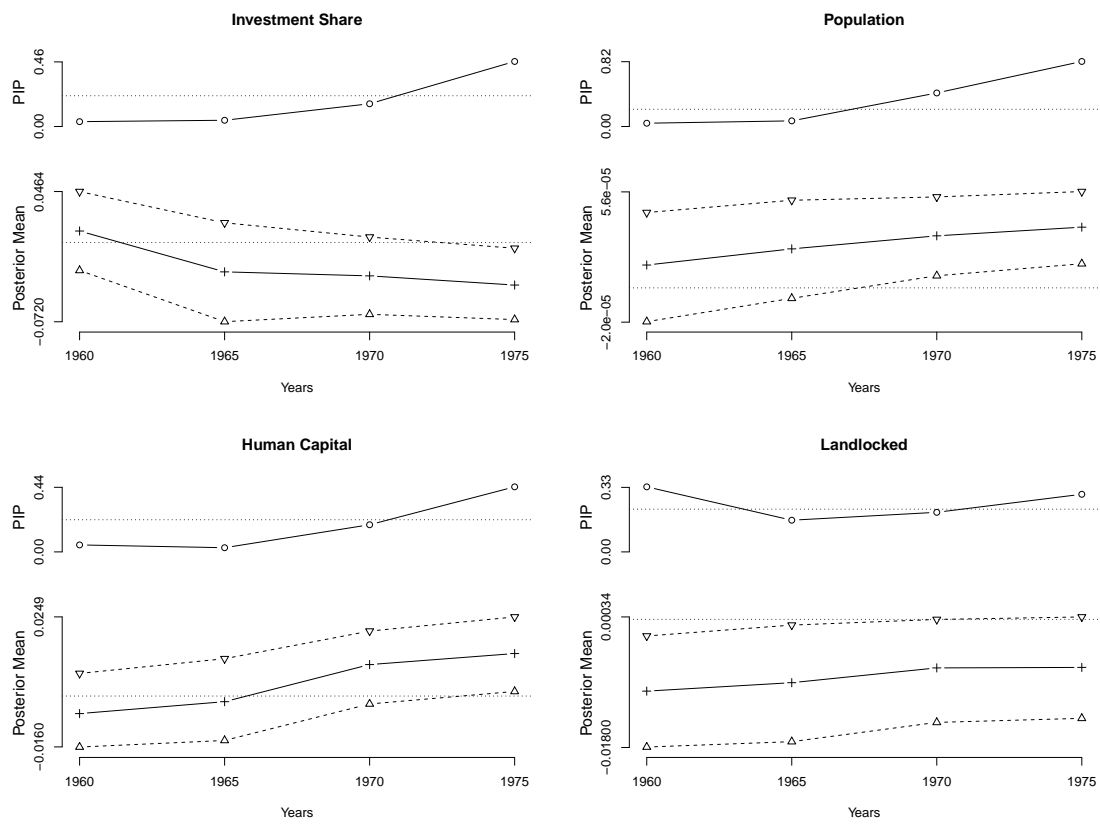 Investment Share
PIP
0.46
0.00
Posterior Mean
0.0464
−0.0720
1960 1965 1970 1975
Years
Population
PIP
0.82
0.00
Posterior Mean
5.6e−05
−2.0e−05
1960 1965 1970 1975
Years
Human Capital
PIP
0.44
0.00
Posterior Mean
0.0249
−0.0160
1960 1965 1970 1975
Years
Landlocked
PIP
0.33
0.00
Posterior Mean
0.00034
−0.01800
1960 1965 1970 1975
Years